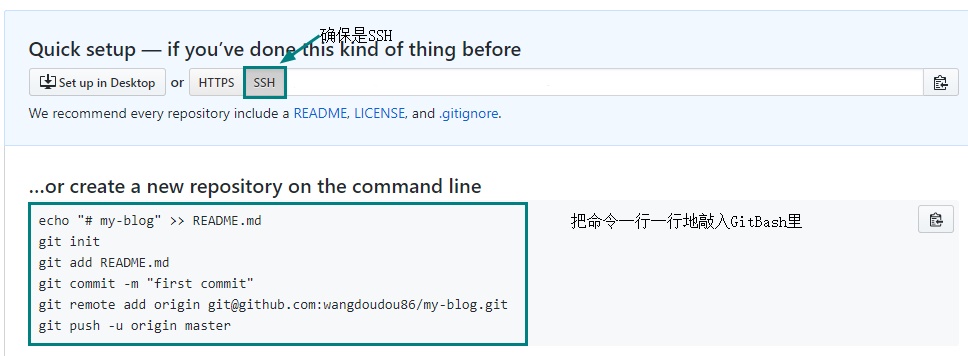 确保是SSH
Quick setup — if you’ve done this kind of thing before
Set up in Desktop or HTTPS SSH
We recommend every repository include a README, LICENSE, and .gitignore.
…or create a new repository on the command line
echo "# my-blog" >> README.md
把命令一行一行地敲入GitBash里
git init
git add README.md
git commit -m "first commit"
git remote add origin git@github.com:wangdoudou86/my-blog.git
git push -u origin master